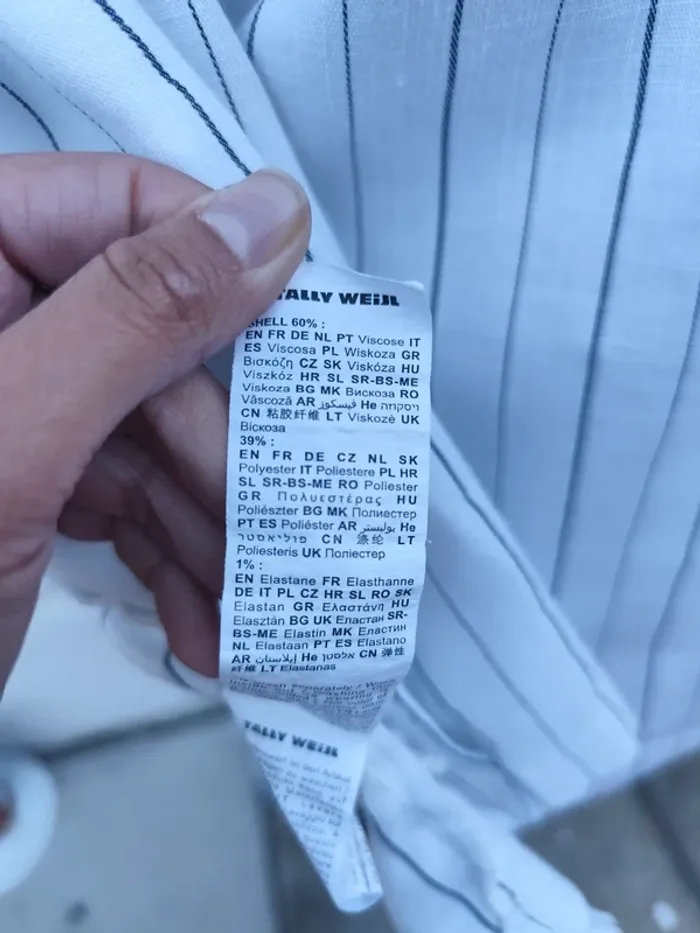 TALLY WEiJL
SHELL 60% :
EN FR DE NL PT Viscose IT
ES Viscosa PL Wiskoza GR
Βισκόζη CZ SK Viskóza HU
Viszkóz HR SL SR-BS-ME
Viskoza BG MK Вискоза RO
Vâscoză AR فيسكوز He ויסקוזה
CN 粘胶纤维 LT Viskozė UK
Віскоза
39% :
EN FR DE CZ NL SK
Polyester IT Poliestere PL HR
SL SR-BS-ME RO Poliester
GR Πολυεστέρας HU
Poliészter BG MK Полиестер
PT ES Poliéster AR بوليستر He
פוליאסטר CN 涤纶 LT
Poliesteris UK Поліестер
1% :
EN Elastane FR Elasthanne
DE IT PL CZ HR SL RO SK
Elastan GR Ελαστάνη HU
Elasztán BG UK Еластан SR-
BS-ME Elastin MK Еластин
NL Elastaan PT ES Elastano
AR إيلاستان He אלסטן CN 弹性
纤维 LT Elastanas
separately
TALLY WEiJL